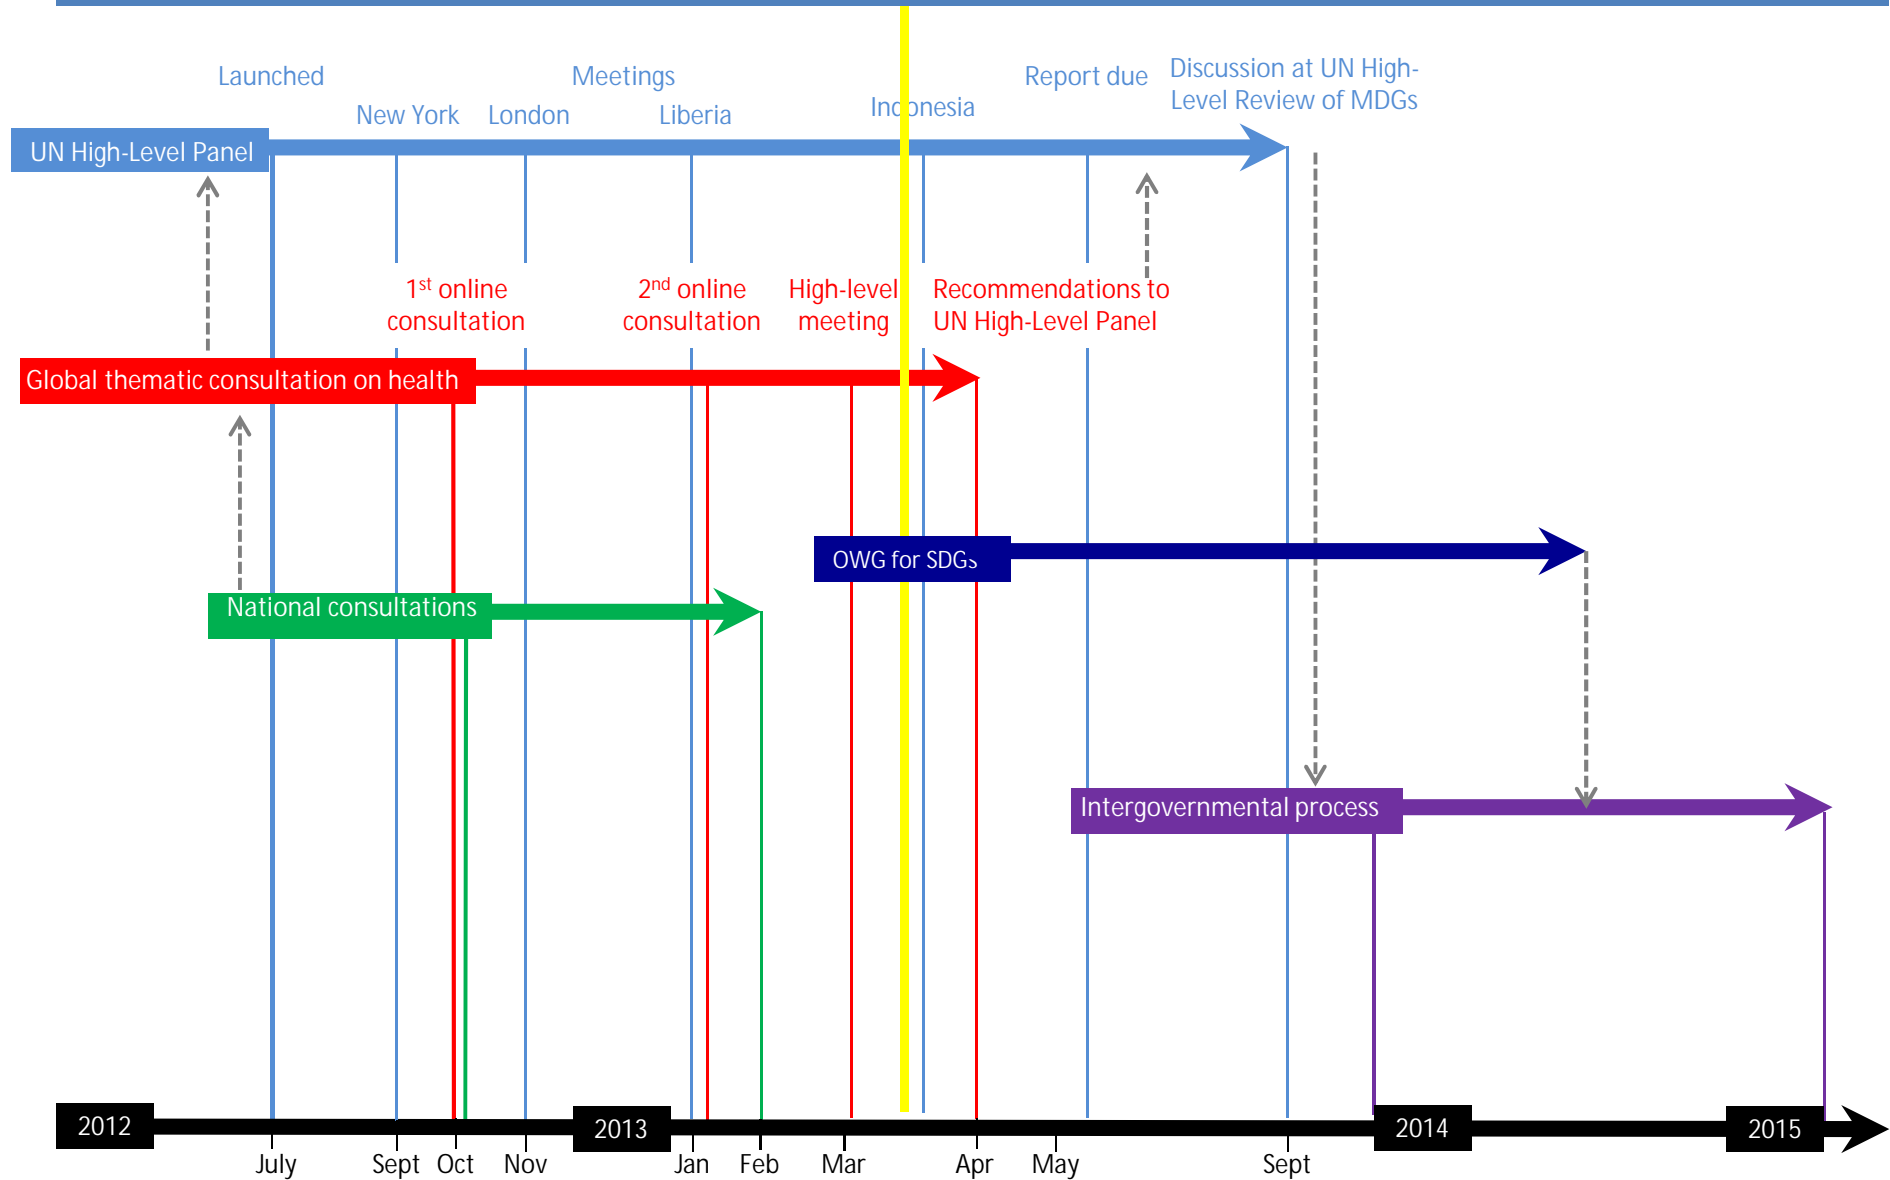 Launched
Meetings
Report due
Discussion at UN High-
Level Review of MDGs
New York
London
Liberia
Indonesia
UN High-Level Panel
1st online
consultation
2nd online
consultation
High-level
meeting
Recommendations to
UN High-Level Panel
Global thematic consultation on health
OWG for SDGs
National consultations
Intergovernmental process
2012
2013
2014
2015
July
Sept
Oct
Nov
Jan
Feb
Mar
Apr
May
Sept